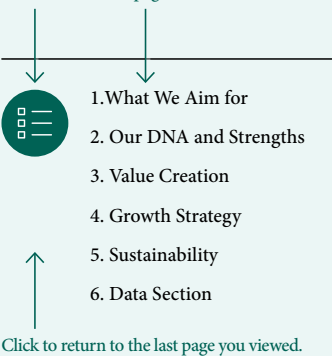 1.What We Aim for
2. Our DNA and Strengths
3. Value Creation
4. Growth Strategy
5. Sustainability
6. Data Section
Click to return to the last page you viewed.